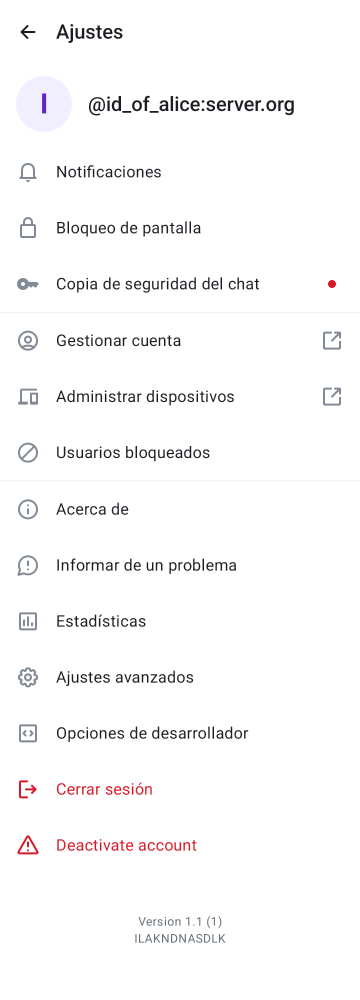 Ajustes
I
@id_of_alice:server.org
Notificaciones
Bloqueo de pantalla
Copia de seguridad del chat
Gestionar cuenta
Administrar dispositivos
Usuarios bloqueados
Acerca de
Informar de un problema
Estadísticas
Ajustes avanzados
Opciones de desarrollador
Cerrar sesión
Deactivate account
Version 1.1 (1)
ILAKNDNASDLK